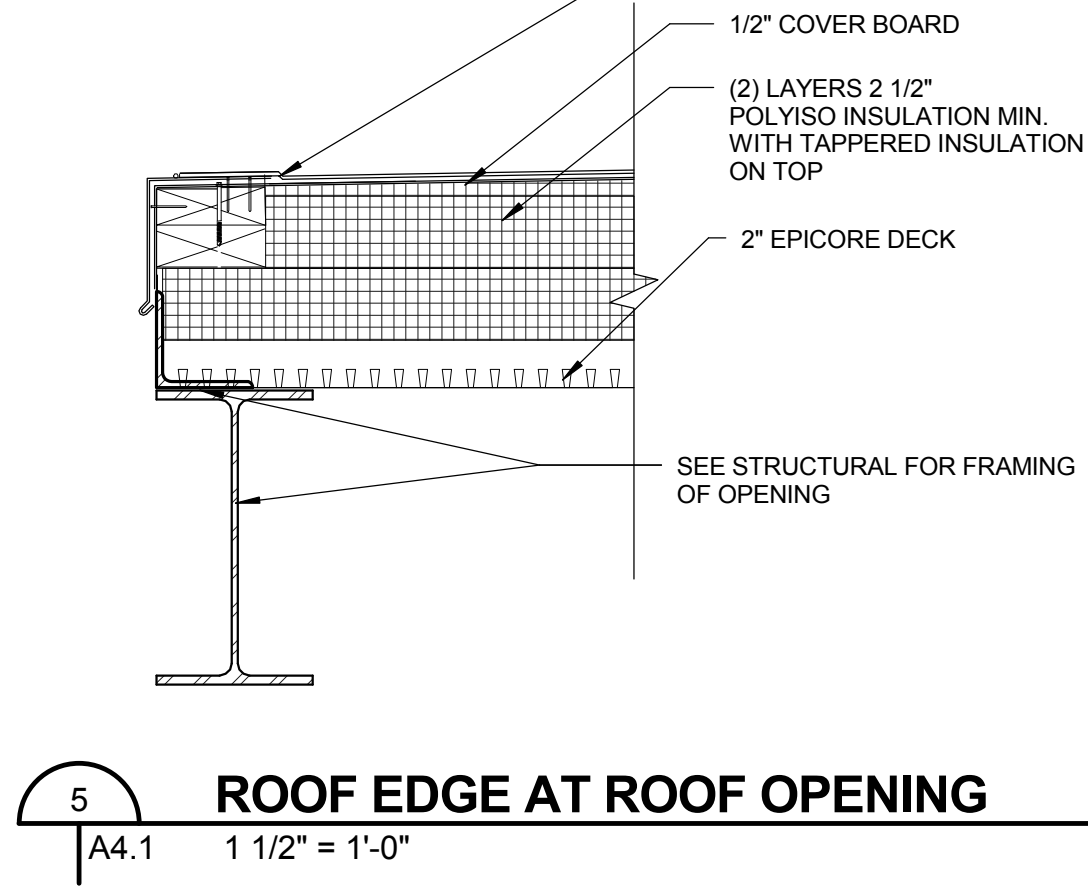 1/2" COVER BOARD
(2) LAYERS 2 1/2"
POLYISO INSULATION MIN.
WITH TAPPERED INSULATION
ON TOP
2" EPICORE DECK
SEE STRUCTURAL FOR FRAMING
OF OPENING
5
ROOF EDGE AT ROOF OPENING
A4.1
1 1/2" = 1'-0"